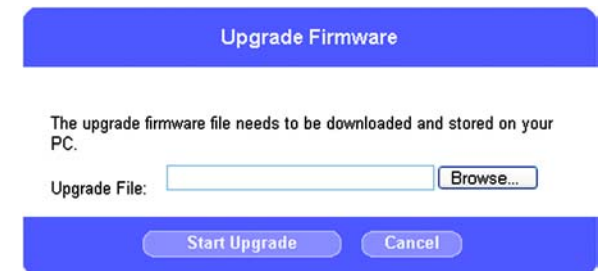 Upgrade Firmware
The upgrade firmware file needs to be downloaded and stored on your
PC.
Upgrade File: Browse...
Start Upgrade Cancel